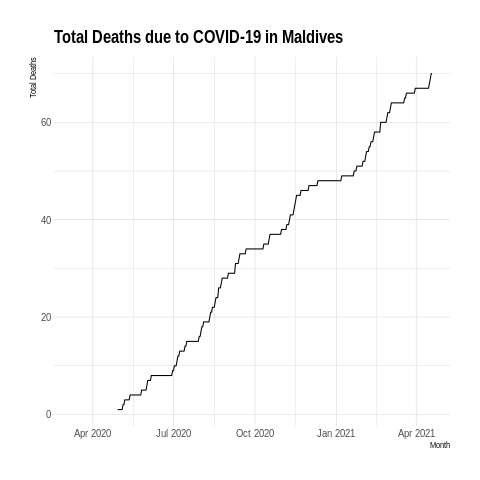 Total Deaths due to COVID-19 in Maldives
Total Deaths
60
40
20
0
Apr 2020 Jul 2020 Oct 2020 Jan 2021 Apr 2021
Month